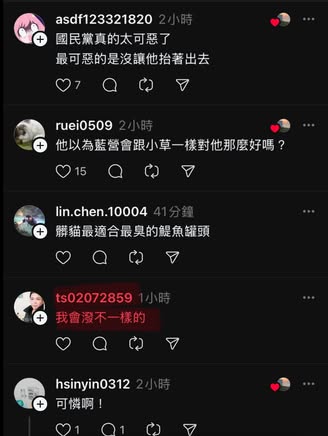 asdf123321820 2小時
國民黨真的太可惡了
最可惡的是沒讓他抬著出去
7
ruei0509 2小時
他以為藍營會跟小草一樣對他那麼好嗎？
15
lin.chen.10004 41分鐘
髒貓最適合最臭的鯷魚罐頭
ts02072859 1小時
我會潑不一樣的
hsinyin0312 2小時
可憐啊！
1 1